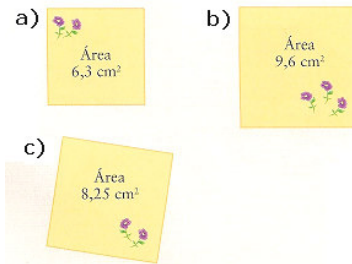 a)
Área
6,3 cm²
b)
Área
9,6 cm²
c)
Área
8,25 cm²